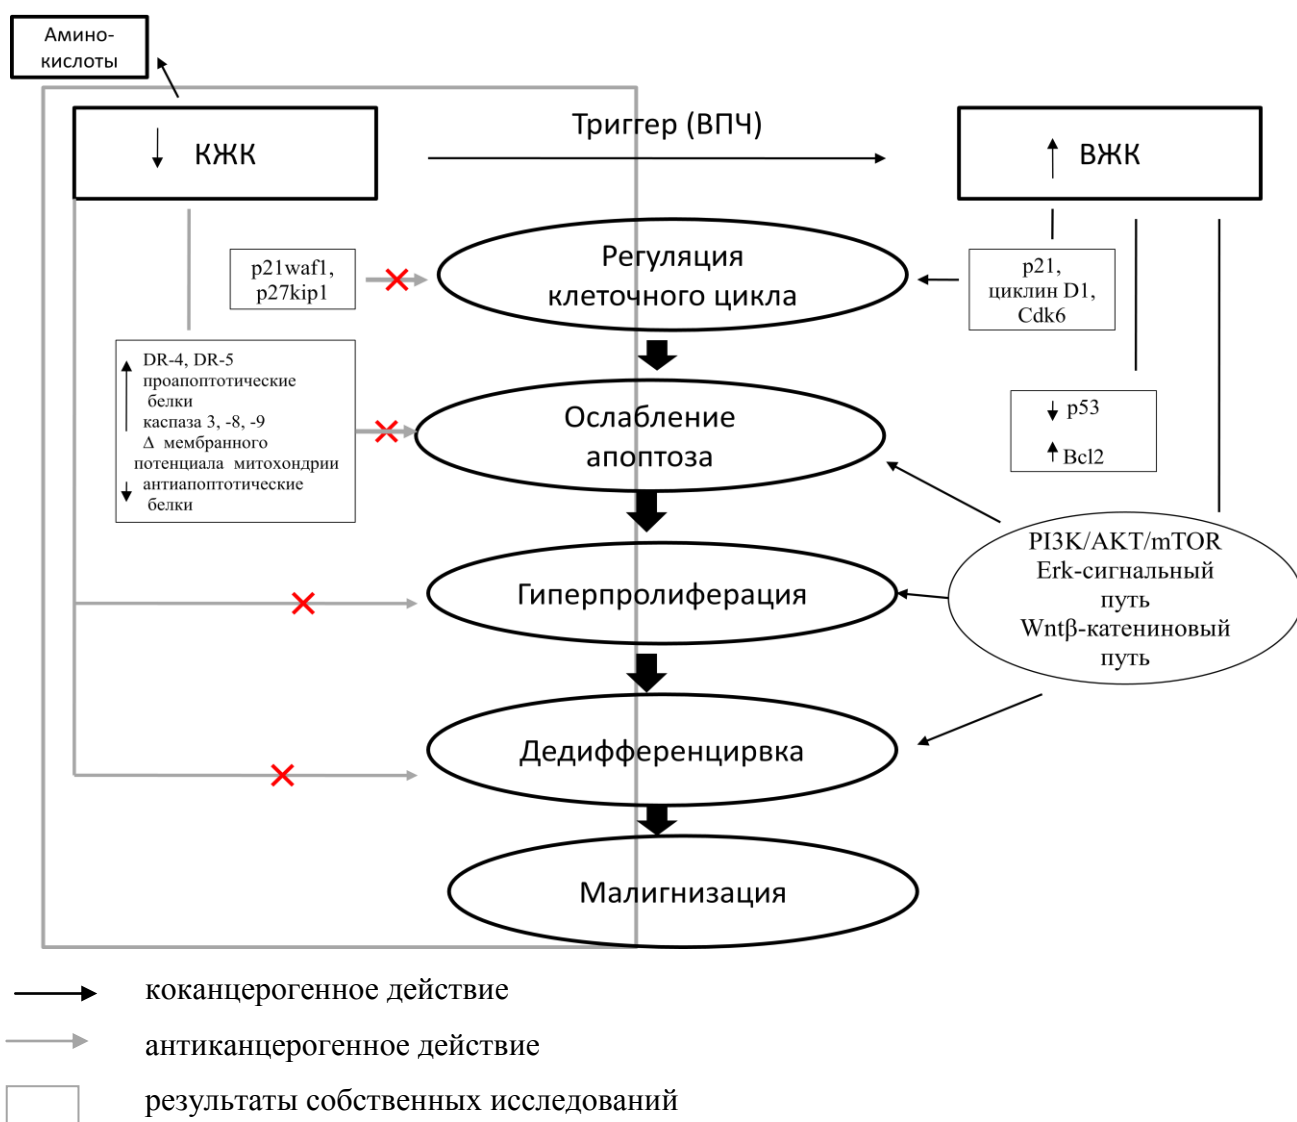 Амино-
кислоты
Триггер (ВПЧ)
КЖК
ВЖК
p21waf1,
p27kip1
Регуляция
клеточного цикла
p21,
циклин D1,
Cdk6
DR-4, DR-5
проапоптотические
белки
каспаза 3, -8, -9
Δ мембранного
потенциала митохондрии
антиапоптотические
белки
Ослабление
апоптоза
p53
Bcl2
PI3K/AKT/mTOR
Erk-сигнальный
путь
Wntβ-катениновый
путь
Гиперпролиферация
Дедифференцирвка
Малигнизация
коканцерогенное действие
антиканцерогенное действие
результаты собственных исследований